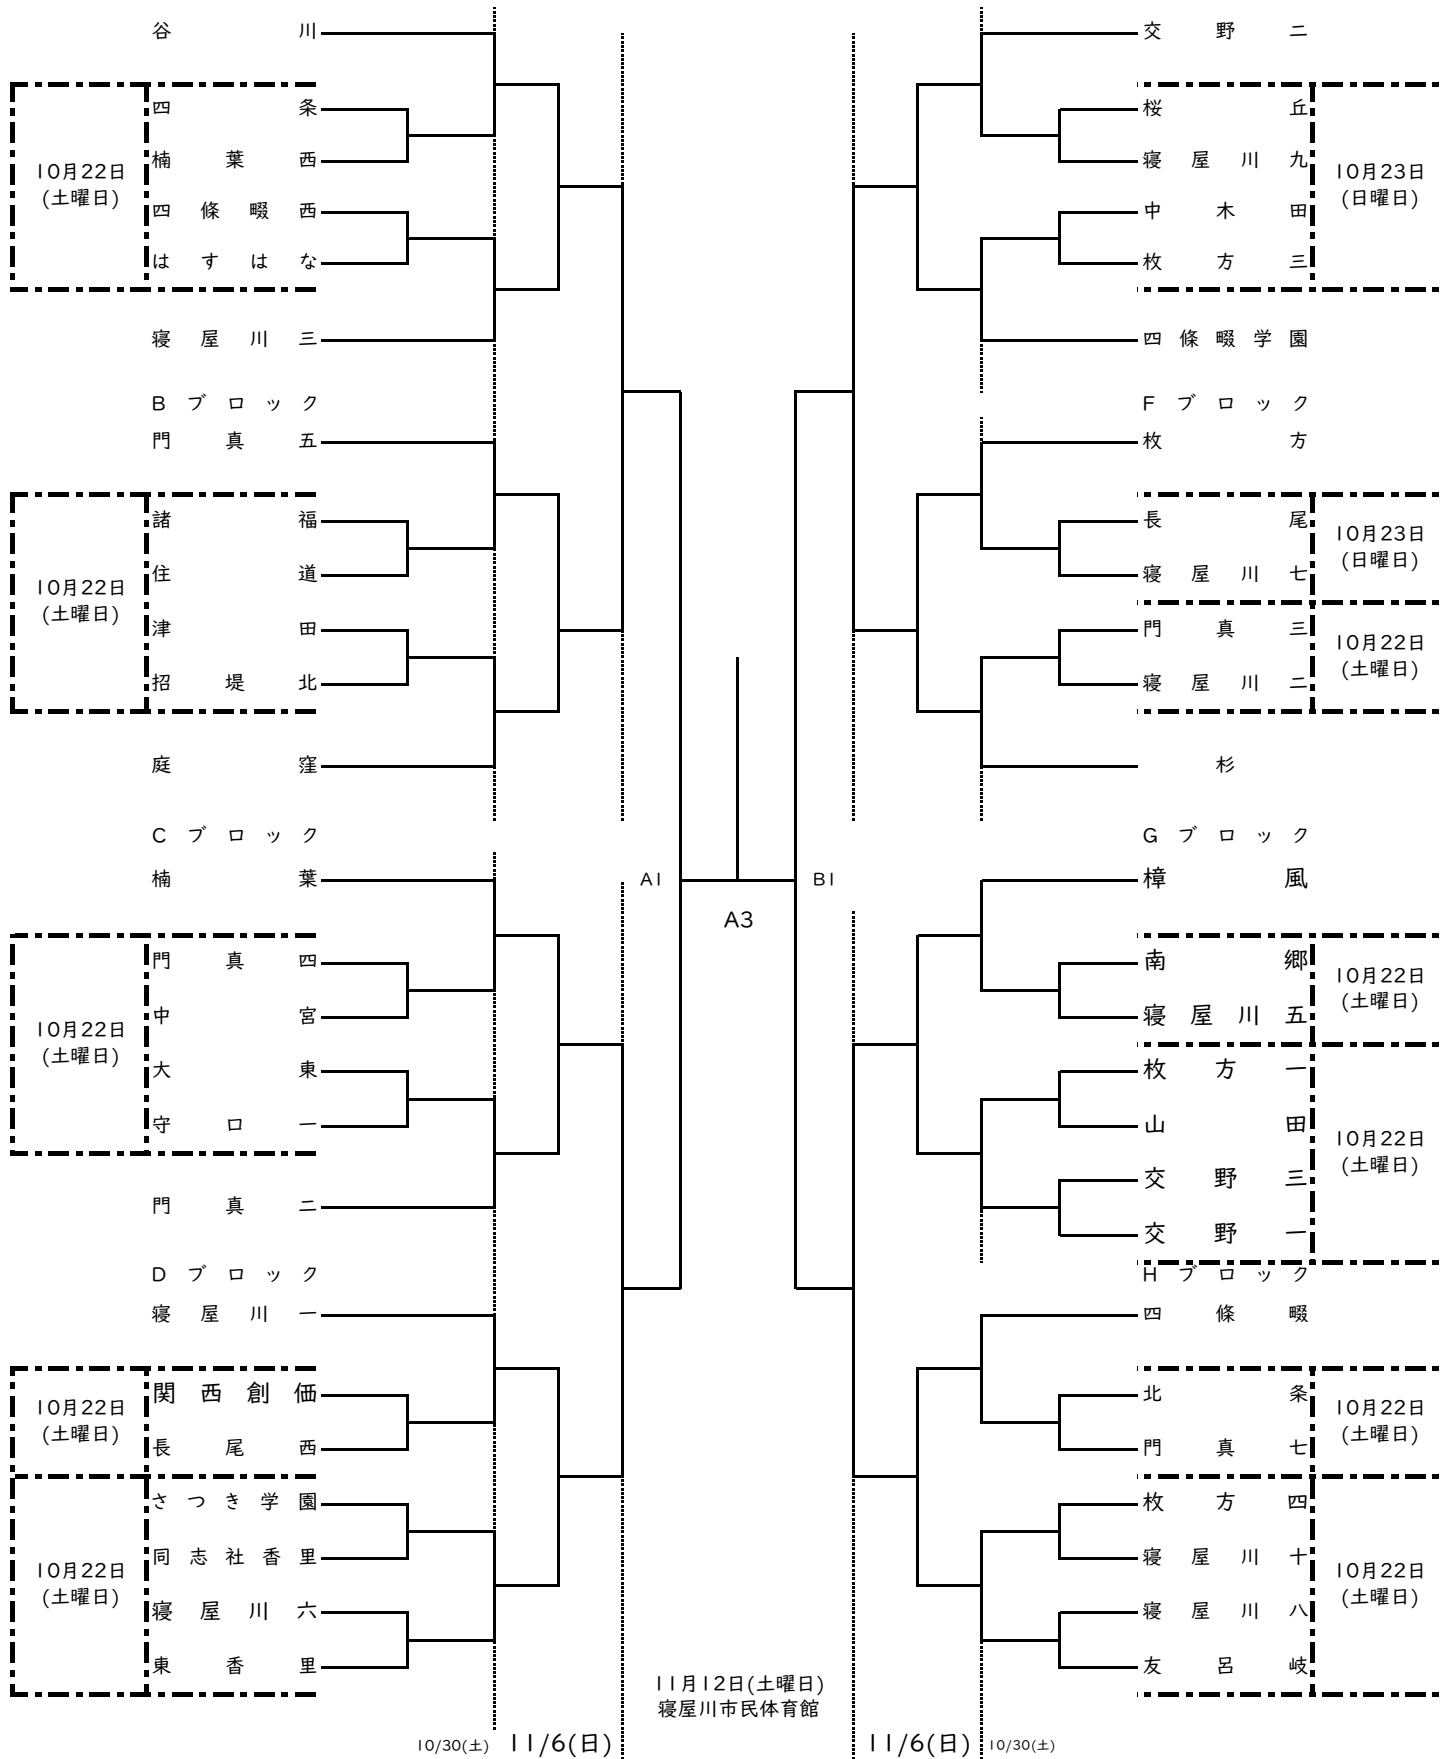 谷川
四条
楠葉西
10月22日
(土曜日)
四條畷西
はすはな
寝屋川三
Bブロック
門真五
諸福
住道
10月22日
(土曜日)
津田
招堤北
庭窪
Cブロック
楠葉
門真四
中宮
10月22日
(土曜日)
大東
守口一
門真二
Dブロック
寝屋川一
関西創価
10月22日
(土曜日)
長尾西
さつき学園
同志社香里
10月22日
(土曜日)
寝屋川六
東香里
10/30(土)
11/6(日)
A1
A3
B1
11月12日(土曜日)
寝屋川市民体育館
交野二
桜丘
寝屋川九
10月23日
(日曜日)
中木田
枚方三
四條畷学園
Fブロック
枚方
長尾
10月23日
(日曜日)
寝屋川七
門真三
10月22日
(土曜日)
寝屋川二
杉
Gブロック
樟風
南郷
10月22日
(土曜日)
寝屋川五
枚方一
山田
10月22日
(土曜日)
交野三
交野一
Hブロック
四條畷
北条
10月22日
(土曜日)
門真七
枚方四
寝屋川十
10月22日
(土曜日)
寝屋川八
友呂岐
11/6(日)
10/30(土)